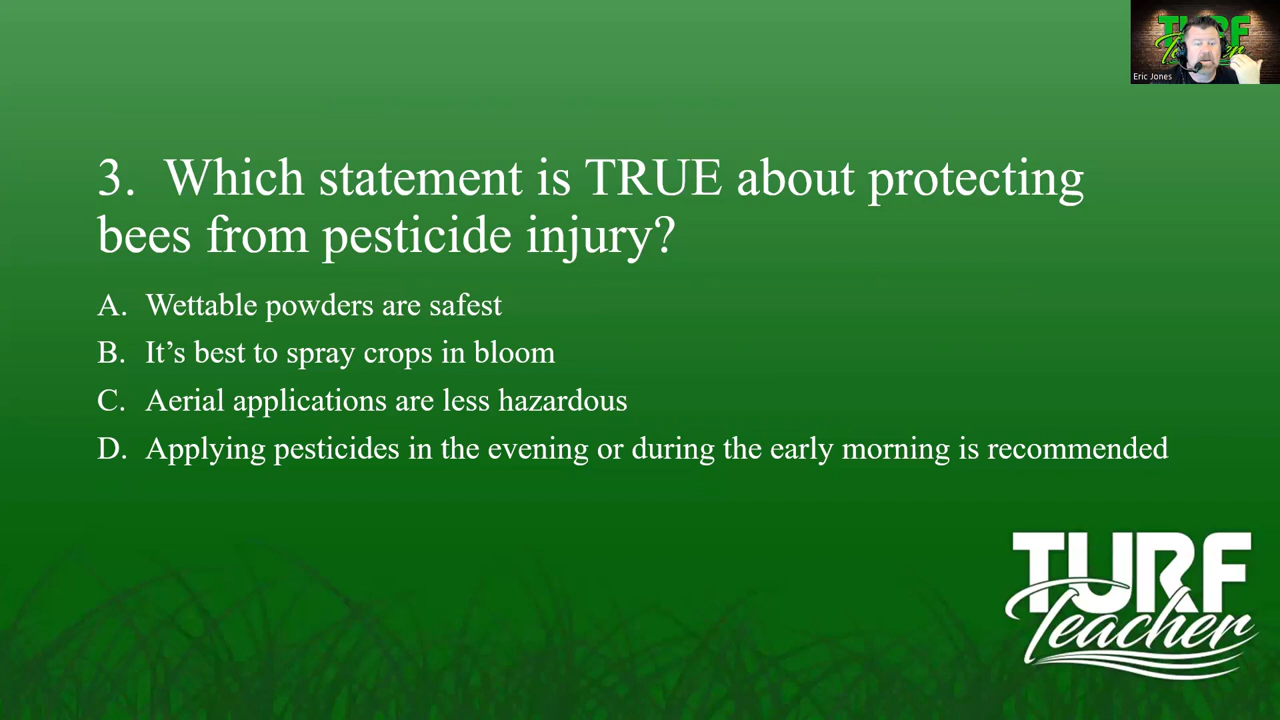 TURF
Teacher
Eric Jones
3. Which statement is TRUE about protecting
bees from pesticide injury?
A. Wettable powders are safest
B. It’s best to spray crops in bloom
C. Aerial applications are less hazardous
D. Applying pesticides in the evening or during the early morning is recommended
TURF
Teacher